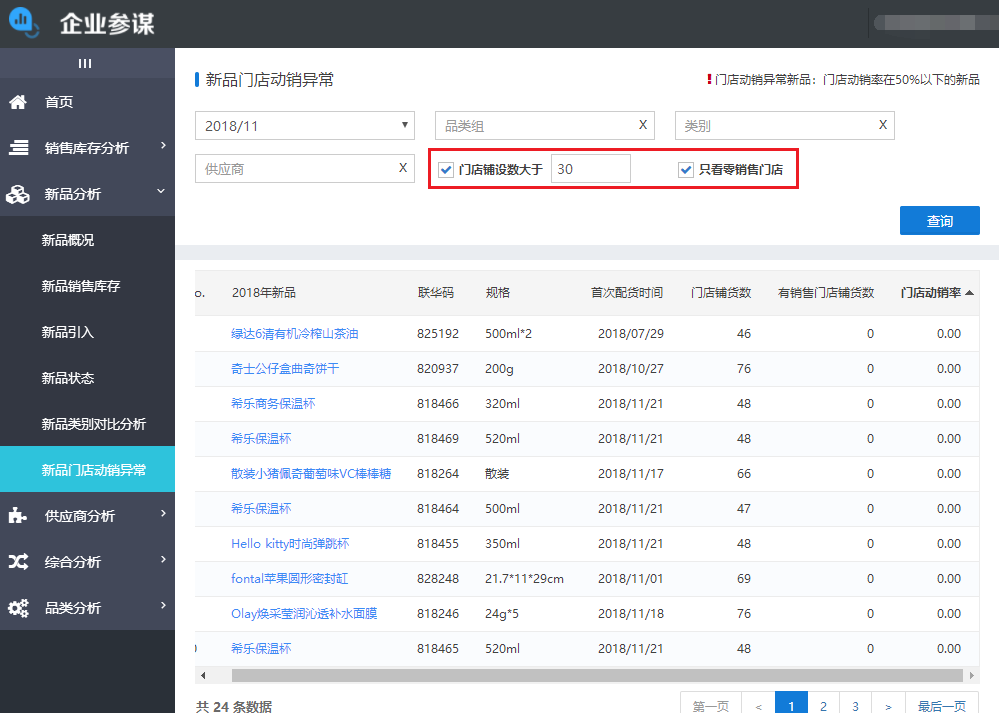 企业参谋
首页
销售库存分析
新品分析
新品概况
新品销售库存
新品引入
新品状态
新品类别对比分析
新品门店动销异常
供应商分析
综合分析
品类分析
新品门店动销异常
!门店动销异常新品：门店动销率在50%以下的新品
2018/11 品类组 X 类别 X
供应商 X 门店铺设数大于 30 只看零销售门店
查询
o. 2018年新品 联华码 规格 首次配货时间 门店铺货数 有销售门店铺货数 门店动销率
绿达6清有机冷榨山茶油 825192 500ml*2 2018/07/29 46 0 0.00
奇士公仔盒曲奇饼干 820937 200g 2018/10/27 76 0 0.00
希乐商务保温杯 818466 320ml 2018/11/21 48 0 0.00
希乐保温杯 818469 520ml 2018/11/21 48 0 0.00
散装小猪佩奇葡萄味VC棒棒糖 818264 散装 2018/11/17 66 0 0.00
希乐保温杯 818464 500ml 2018/11/21 47 0 0.00
Hello kitty时尚弹跳杯 818455 350ml 2018/11/21 48 0 0.00
fontal苹果圆形密封缸 828248 21.7*11*29cm 2018/11/01 69 0 0.00
Olay焕采莹润沁透补水面膜 818246 24g*5 2018/11/18 76 0 0.00
希乐保温杯 818465 520ml 2018/11/21 48 0 0.00
共 24 条数据
第一页 < 1 2 3 > 最后一页